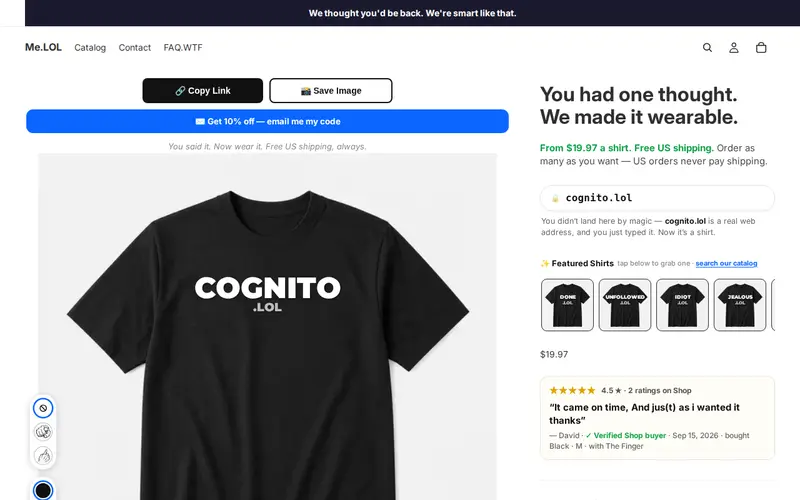 We thought you'd be back. We're smart like that.
Me.LOL
Catalog
Contact
FAQ.WTF
🔗 Copy Link
📸 Save Image
✉️ Get 10% off — email me my code
You said it. Now wear it. Free US shipping, always.
COGNITO
.LOL
You had one thought.
We made it wearable.
From $19.97 a shirt. Free US shipping. Order as
many as you want — US orders never pay shipping.
🔒 cognito.lol
You didn't land here by magic — cognito.lol is a real web
address, and you just typed it. Now it's a shirt.
✨ Featured Shirts tap below to grab one · search our catalog
DONE
.LOL
UNFOLLOWED
.LOL
IDIOT
.LOL
JEALOUS
.LOL
$19.97
★★★★★ 4.5 ★ · 2 ratings on Shop
“It came on time, And jus(t) as i wanted it
thanks”
— David · ✓ Verified Shop buyer · Sep 15, 2026 · bought
Black · M · with The Finger